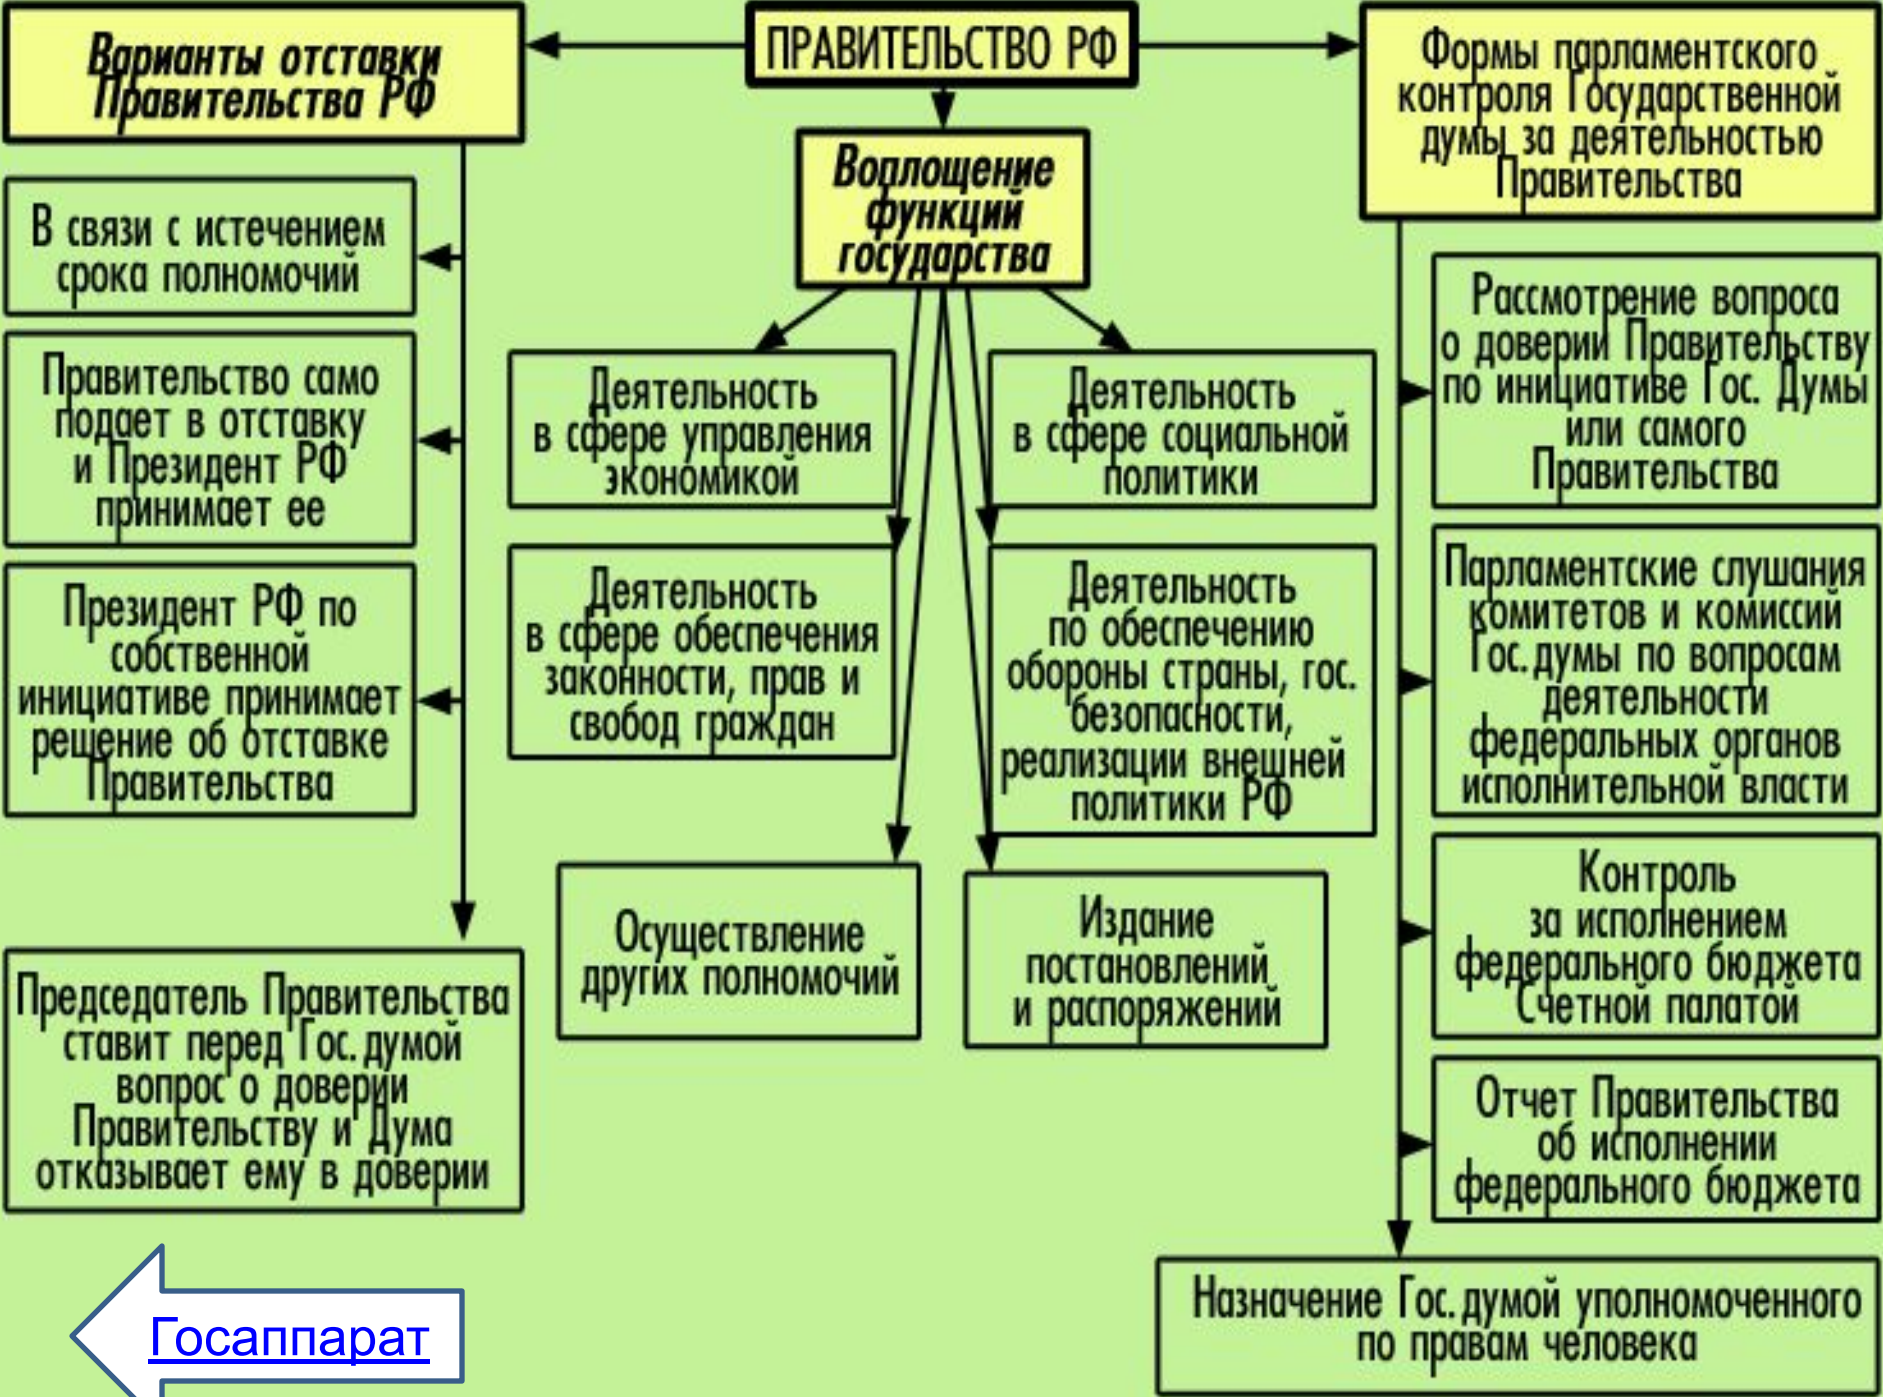 Варианты отставки
Правительства РФ
ПРАВИТЕЛЬСТВО РФ
Формы парламентского
контроля Государственной
думы за деятельностью
Правительства
В связи с истечением
срока полномочий
Правительство само
подает в отставку
и Президент РФ
принимает ее
Президент РФ по
собственной
инициативе принимает
решение об отставке
Правительства
Председатель Правительства
ставит перед Гос. думой
вопрос о доверии
Правительству и Дума
отказывает ему в доверии
Воплощение
функций
государства
Деятельность
в сфере управления
экономикой
Деятельность
в сфере социальной
политики
Деятельность
в сфере обеспечения
законности, прав и
свобод граждан
Деятельность
по обеспечению
обороны страны, гос.
безопасности,
реализации внешней
политики РФ
Осуществление
других полномочий
Издание
постановлений
и распоряжений
Рассмотрение вопроса
о доверии Правительству
по инициативе Гос. Думы
или самого
Правительства
Парламентские слушания
комитетов и комиссий
Гос. думы по вопросам
деятельности
федеральных органов
исполнительной власти
Контроль
за исполнением
федерального бюджета
Счетной палатой
Отчет Правительства
об исполнении
федерального бюджета
Назначение Гос. думой уполномоченного
по правам человека
Госаппарат